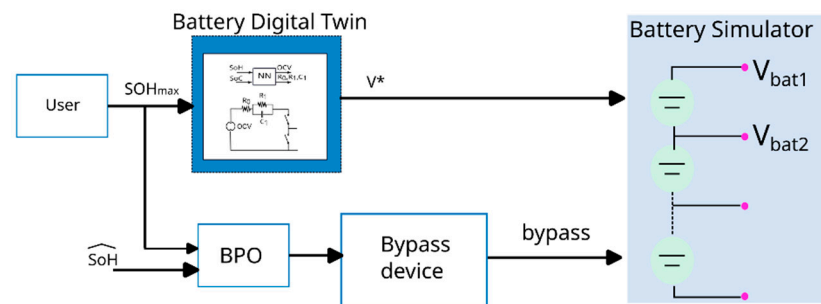 Battery Digital Twin
Battery Simulator
User
SOHmax
SoH
SoC
NN
OCV
R0,R1,C1
R0
R1
C1
OCV
V*
Vbat1
Vbat2
SoH
BPO
Bypass
device
bypass